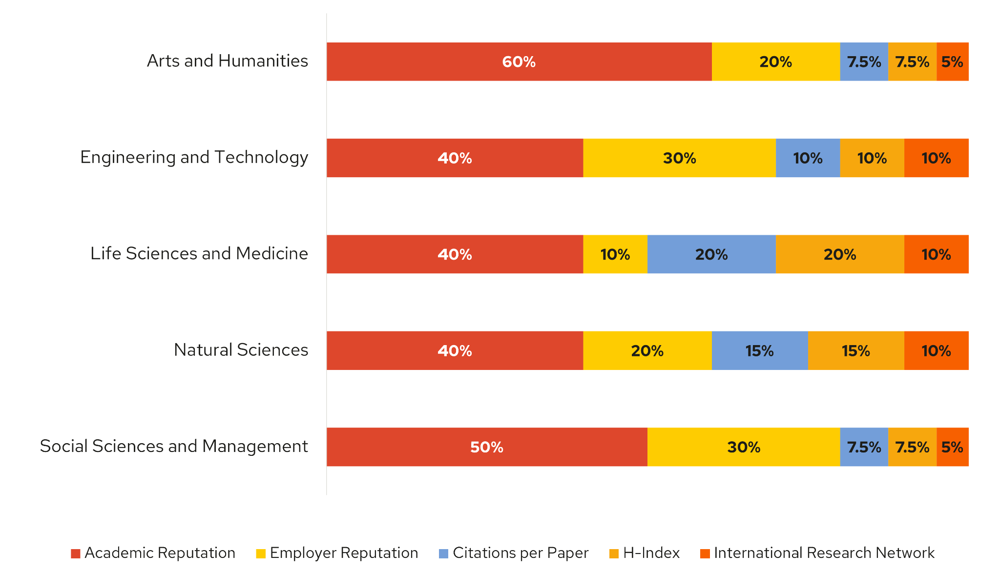 Arts and Humanities 60% 20% 7.5% 7.5% 5%
Engineering and Technology 40% 30% 10% 10% 10%
Life Sciences and Medicine 40% 10% 20% 20% 10%
Natural Sciences 40% 20% 15% 15% 10%
Social Sciences and Management 50% 30% 7.5% 7.5% 5%
Academic Reputation Employer Reputation Citations per Paper H-Index International Research Network